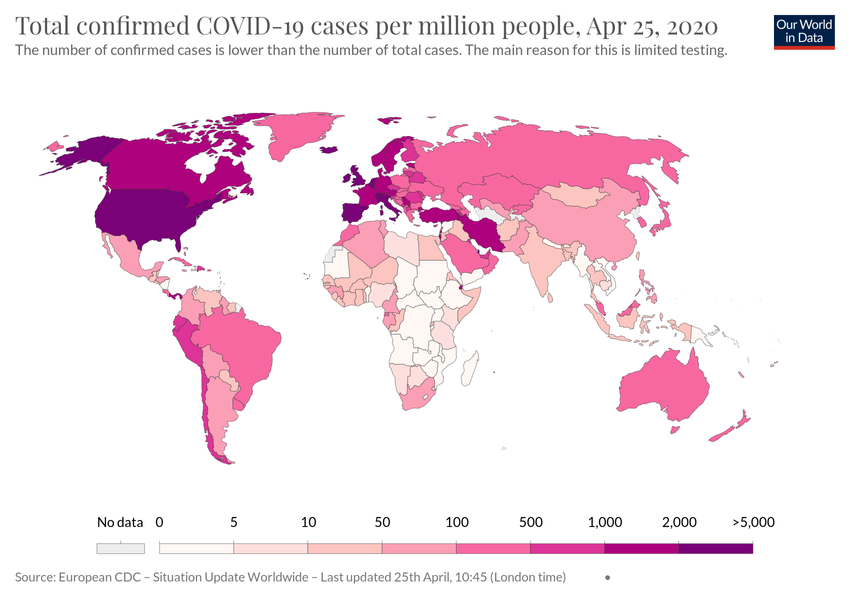 Total confirmed COVID-19 cases per million people, Apr 25, 2020
The number of confirmed cases is lower than the number of total cases. The main reason for this is limited testing.
Our World
in Data
No data 0 5 10 50 100 500 1,000 2,000 >5,000
Source: European CDC – Situation Update Worldwide – Last updated 25th April, 10:45 (London time) •